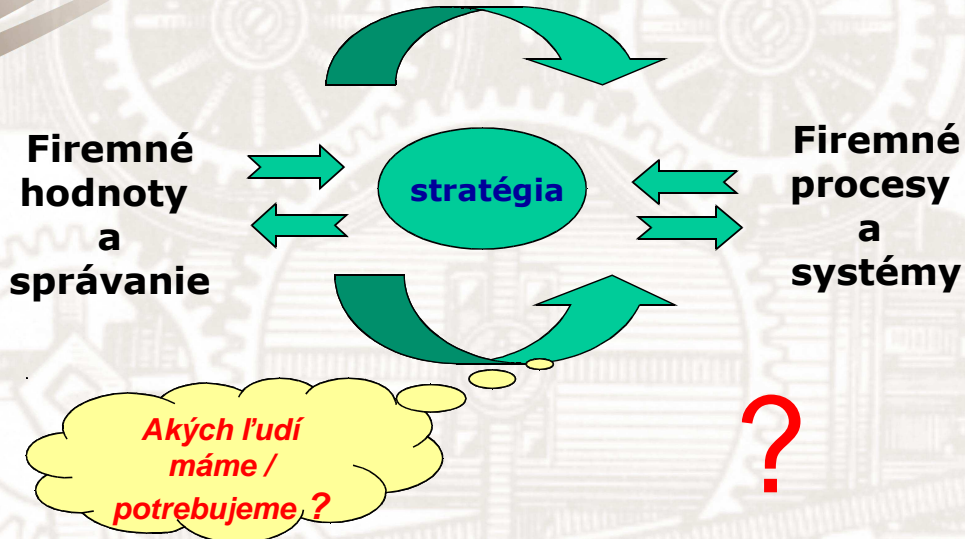 Firemné
hodnoty
a
správanie
stratégia
Firemné
procesy
a
systémy
Akých ľudí
máme /
potrebujeme ?
?